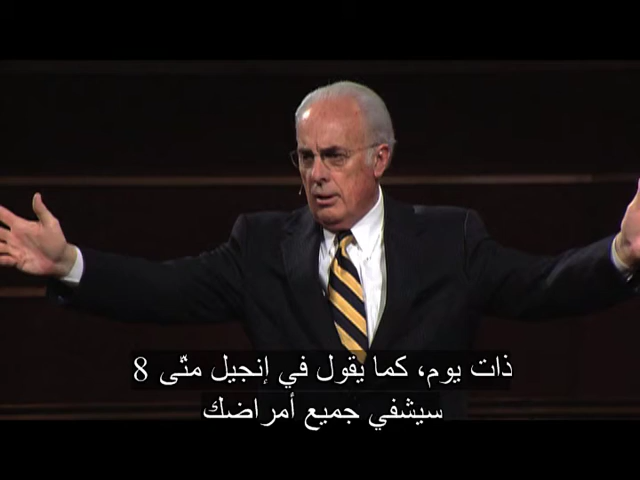 ذات يوم، كما يقول في إنجيل متّى 8
سيشفي جميع أمراضك